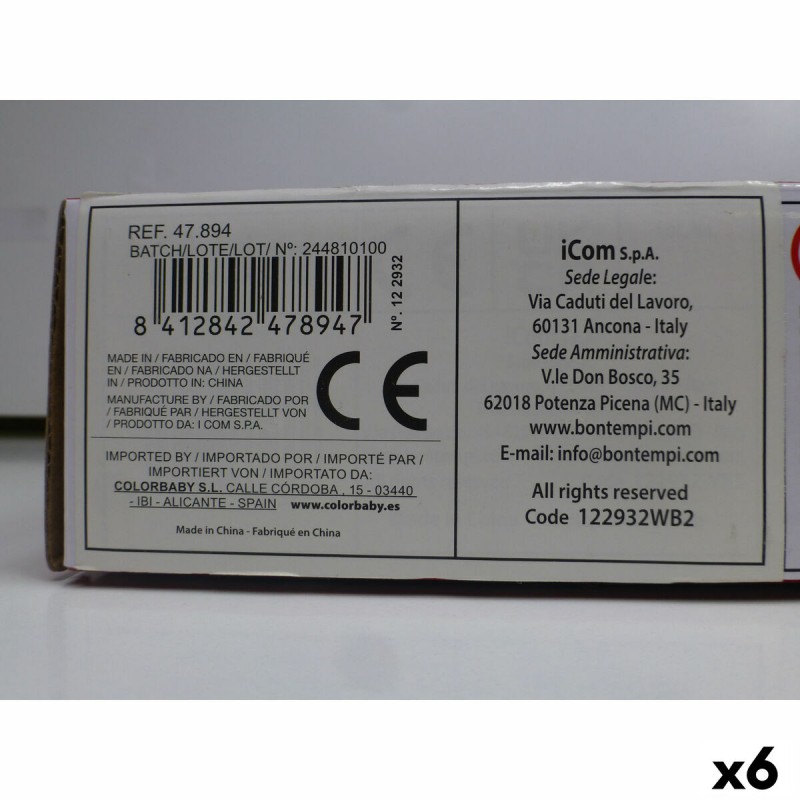 REF. 47.894
BATCH/LOTE/LOT/ Nº: 244810100
Nº. 12 2932
8 412842 478947
MADE IN / FABRICADO EN / FABRIQUÉ
EN / FABRICADO NA / HERGESTELLT
IN / PRODOTTO IN: CHINA
MANUFACTURE BY / FABRICADO POR
/ FABRIQUÉ PAR / HERGESTELLT VON
/ PRODOTTO DA: I COM S.P.A.
CE
IMPORTED BY / IMPORTADO POR / IMPORTÉ PAR /
IMPORTIERT VON / IMPORTATO DA:
COLORBABY S.L. CALLE CÓRDOBA , 15 - 03440
- IBI - ALICANTE - SPAIN www.colorbaby.es
Made in China - Fabriqué en China
iCom S.p.A.
Sede Legale:
Via Caduti del Lavoro,
60131 Ancona - Italy
Sede Amministrativa:
V.le Don Bosco, 35
62018 Potenza Picena (MC) - Italy
www.bontempi.com
E-mail: info@bontempi.com
All rights reserved
Code 122932WB2
x6